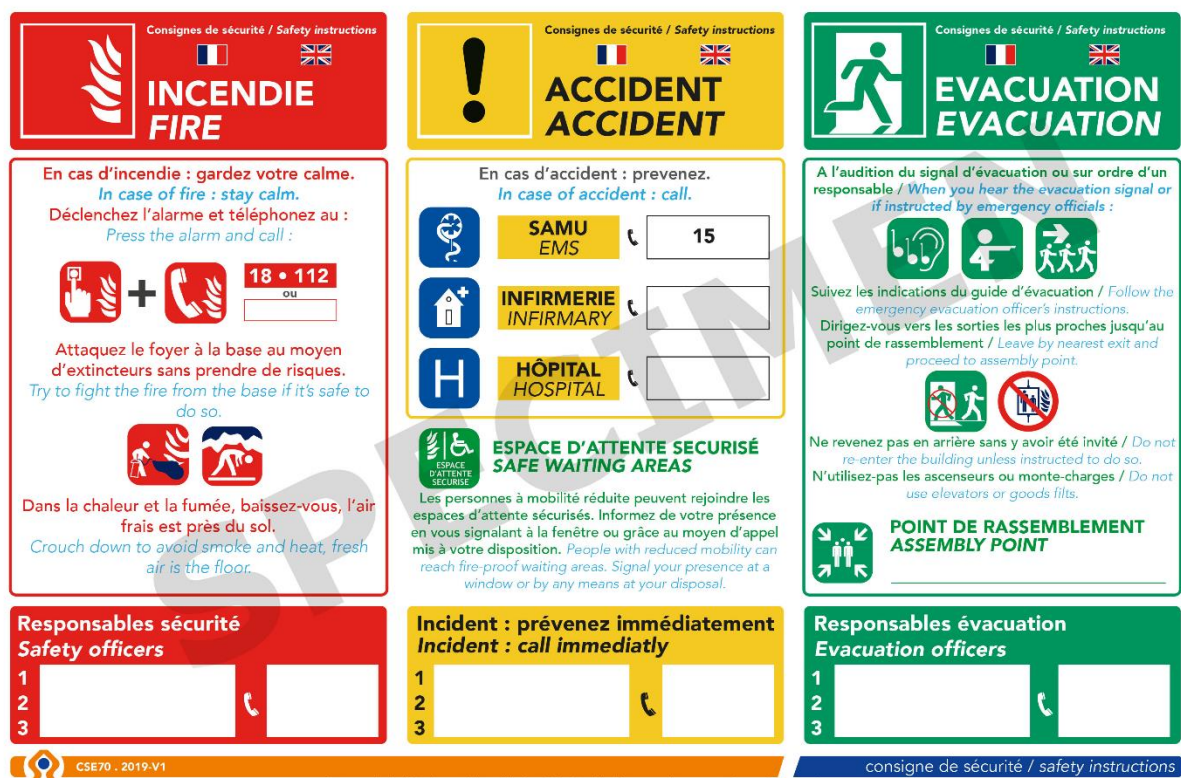 Consignes de sécurité / Safety instructions
INCENDIE
FIRE
En cas d'incendie : gardez votre calme.
In case of fire : stay calm.
Déclenchez l'alarme et téléphonez au :
Press the alarm and call :
18 • 112
ou
Attaquez le foyer à la base au moyen
d'extincteurs sans prendre de risques.
Try to fight the fire from the base if it's safe to
do so.
Dans la chaleur et la fumée, baissez-vous, l'air
frais est près du sol.
Crouch down to avoid smoke and heat, fresh
air is the floor.
Responsables sécurité
Safety officers
1
2
3
Consignes de sécurité / Safety instructions
ACCIDENT
ACCIDENT
En cas d'accident : prevenez.
In case of accident : call.
SAMU
EMS
15
INFIRMERIE
INFIRMARY
H
HÔPITAL
HOSPITAL
ESPACE
D'ATTENTE
SECURISE
ESPACE D'ATTENTE SECURISÉ
SAFE WAITING AREAS
Les personnes à mobilité réduite peuvent rejoindre les
espaces d'attente sécurisés. Informez de votre présence
en vous signalant à la fenêtre ou grâce au moyen d'appel
mis à votre disposition. People with reduced mobility can
reach fire-proof waiting areas. Signal your presence at a
window or by any means at your disposal.
Incident : prévenez immédiatement
Incident : call immediatly
1
2
3
Consignes de sécurité / Safety instructions
EVACUATION
EVACUATION
A l'audition du signal d'évacuation ou sur ordre d'un
responsable / When you hear the evacuation signal or
if instructed by emergency officials :
Suivez les indications du guide d'évacuation / Follow the
emergency evacuation officer's instructions.
Dirigez-vous vers les sorties les plus proches jusqu'au
point de rassemblement / Leave by nearest exit and
proceed to assembly point.
Ne revenez pas en arrière sans y avoir été invité / Do not
re-enter the building unless instructed to do so.
N'utilisez-pas les ascenseurs ou monte-charges / Do not
use elevators or goods filts.
POINT DE RASSEMBLEMENT
ASSEMBLY POINT
Responsables évacuation
Evacuation officers
1
2
3
SPECIMEN
CSE70 . 2019-V1
consigne de sécurité / safety instructions